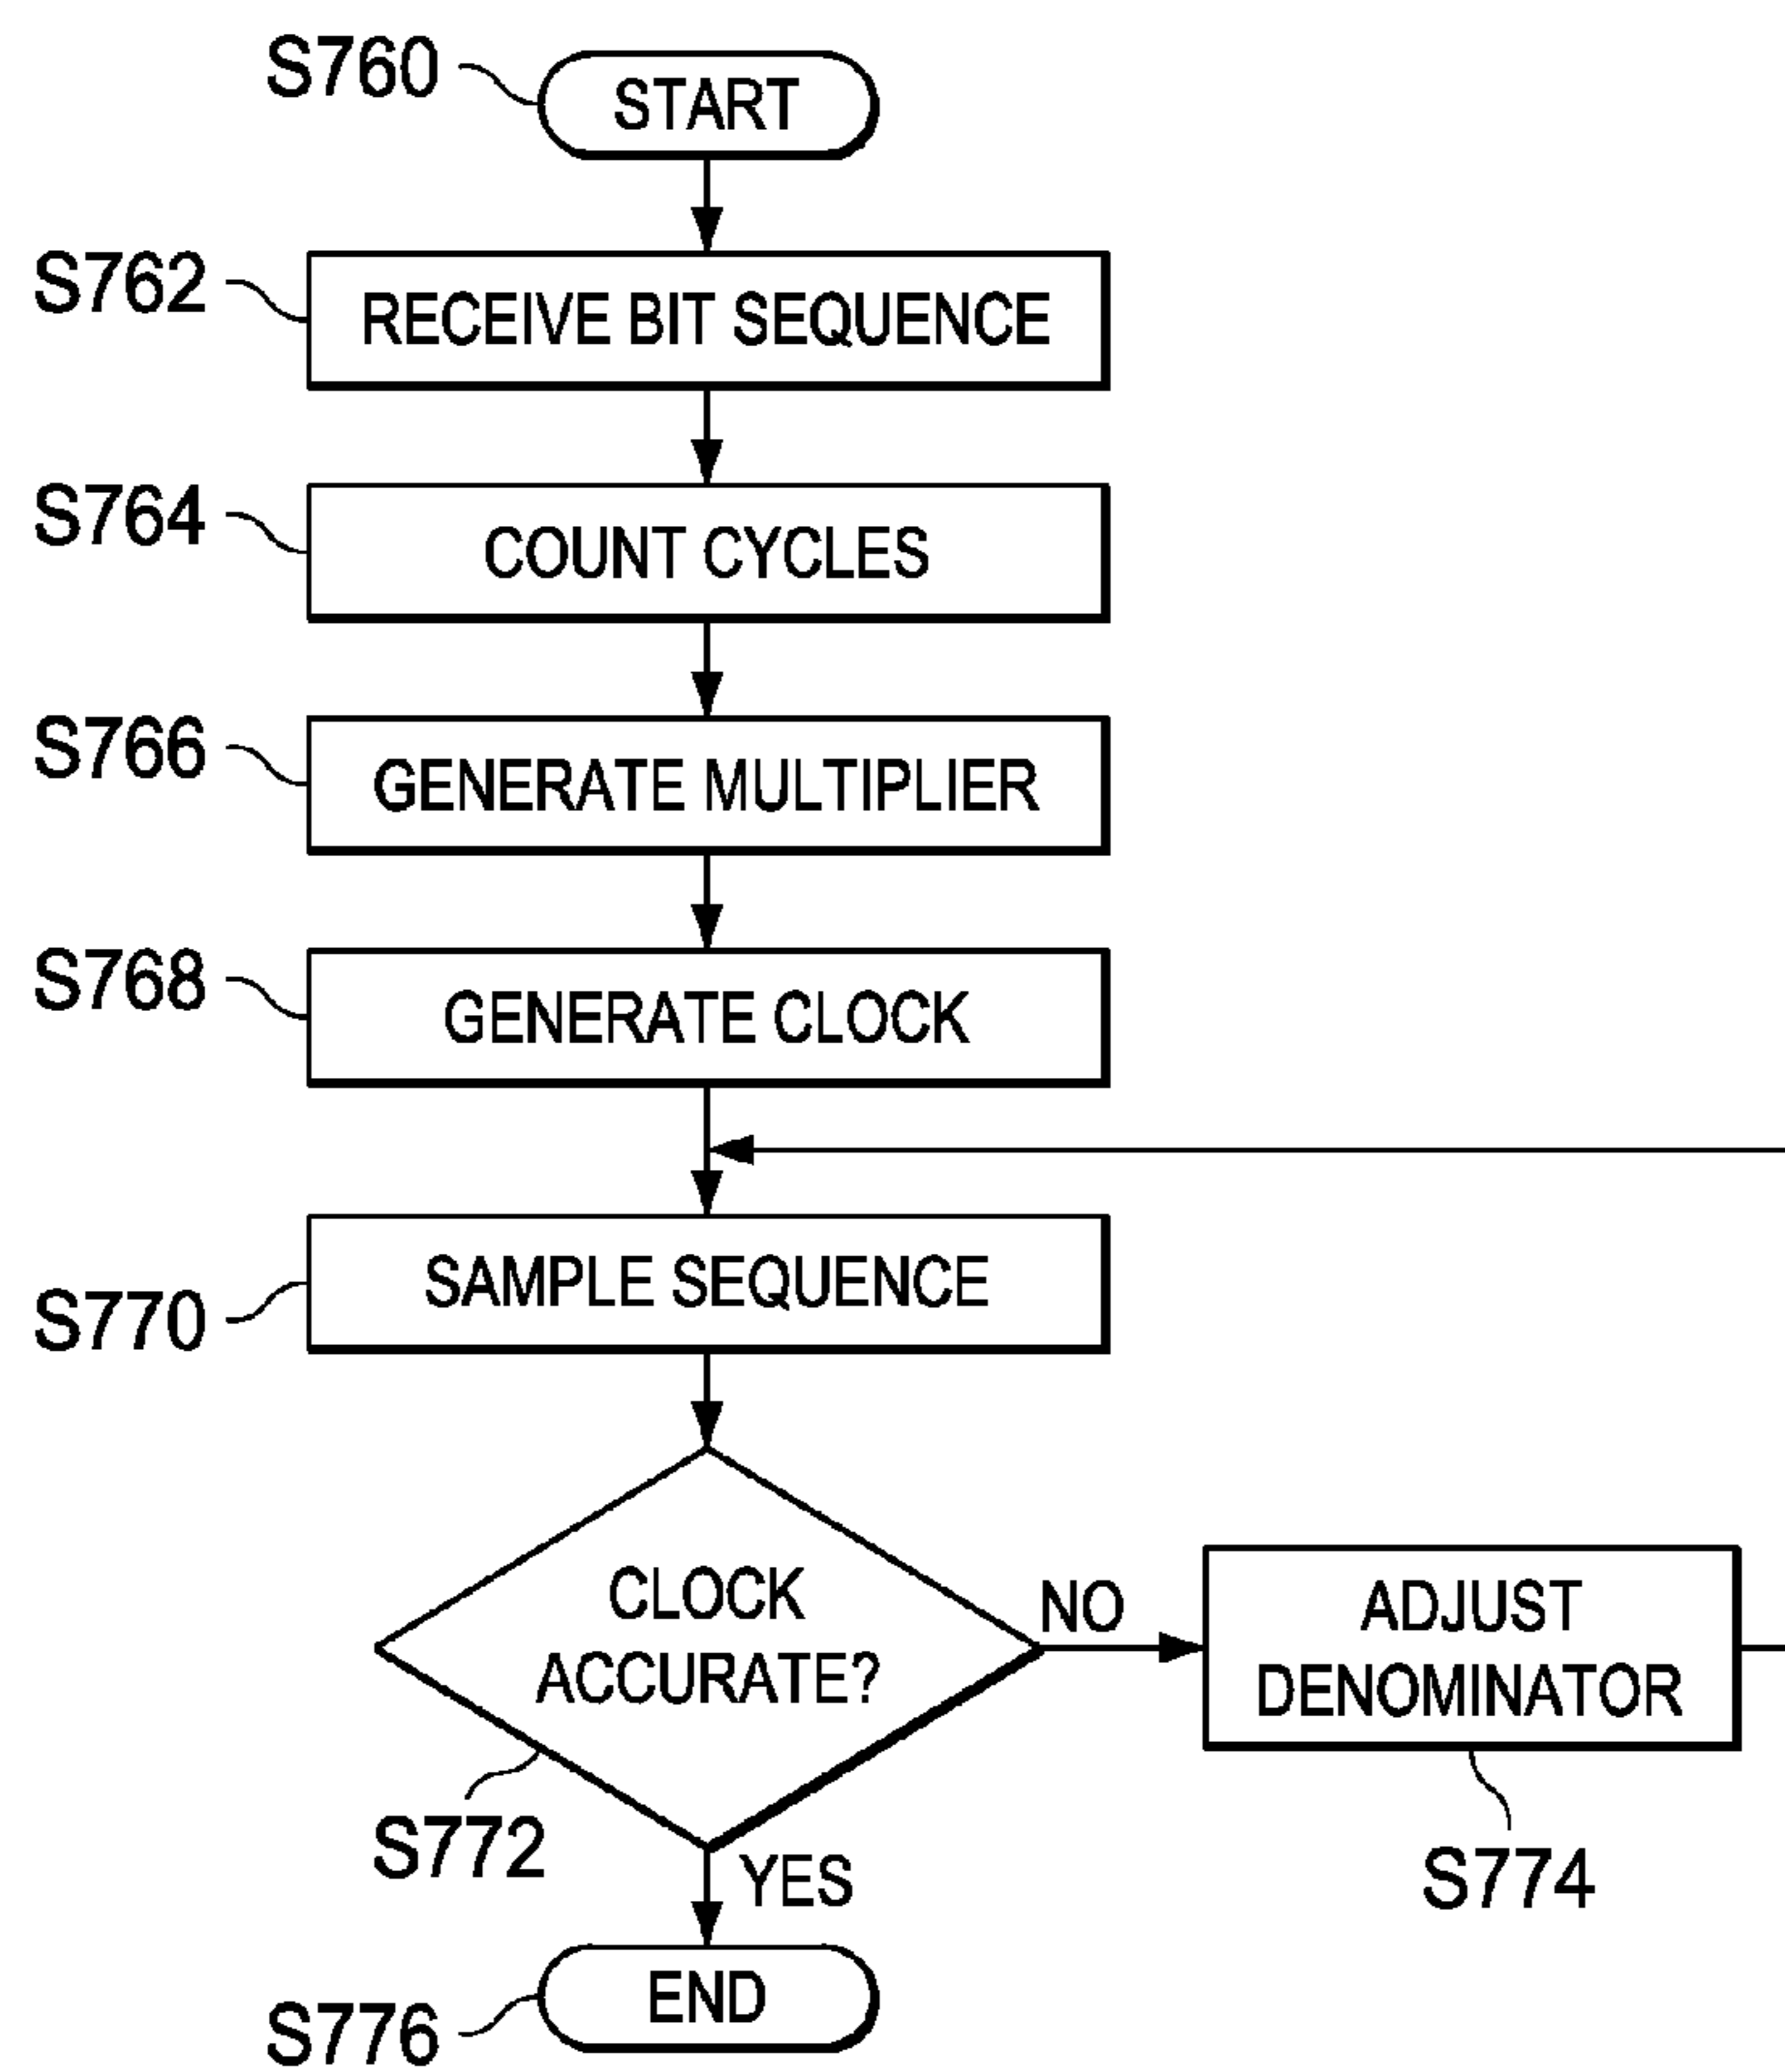 S760
START
S762
RECEIVE BIT SEQUENCE
S764
COUNT CYCLES
S766
GENERATE MULTIPLIER
S768
GENERATE CLOCK
S770
SAMPLE SEQUENCE
CLOCK
ACCURATE?
S772
NO
ADJUST
DENOMINATOR
S774
YES
S776
END